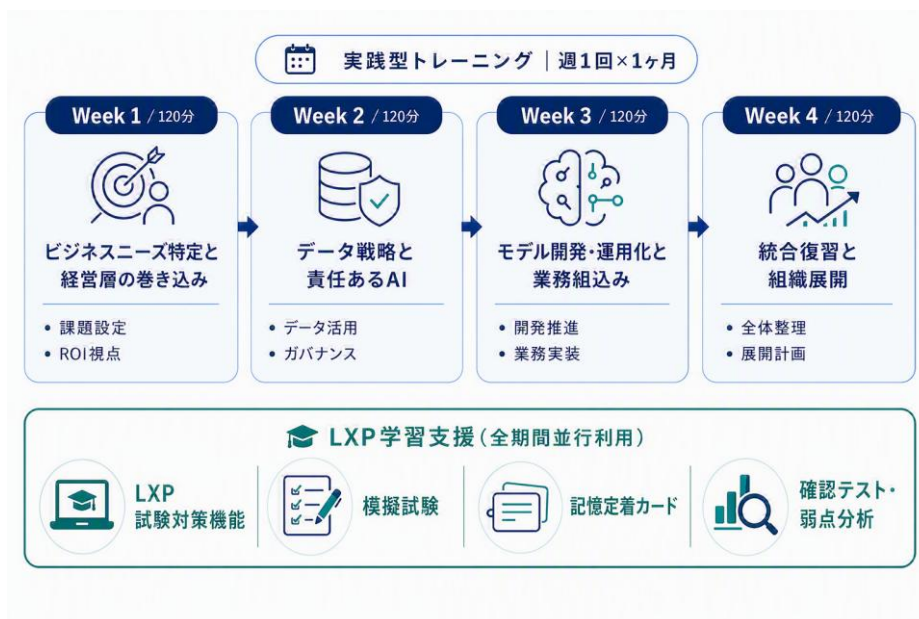 実践型トレーニング｜週1回×1ヶ月
Week 1 / 120分
ビジネスニーズ特定と
経営層の巻き込み
• 課題設定
• ROI視点
Week 2 / 120分
データ戦略と
責任あるAI
• データ活用
• ガバナンス
Week 3 / 120分
モデル開発・運用化と
業務組込み
• 開発推進
• 業務実装
Week 4 / 120分
統合復習と
組織展開
• 全体整理
• 展開計画
LXP学習支援（全期間並行利用）
LXP
試験対策機能
模擬試験
記憶定着カード
確認テスト・
弱点分析